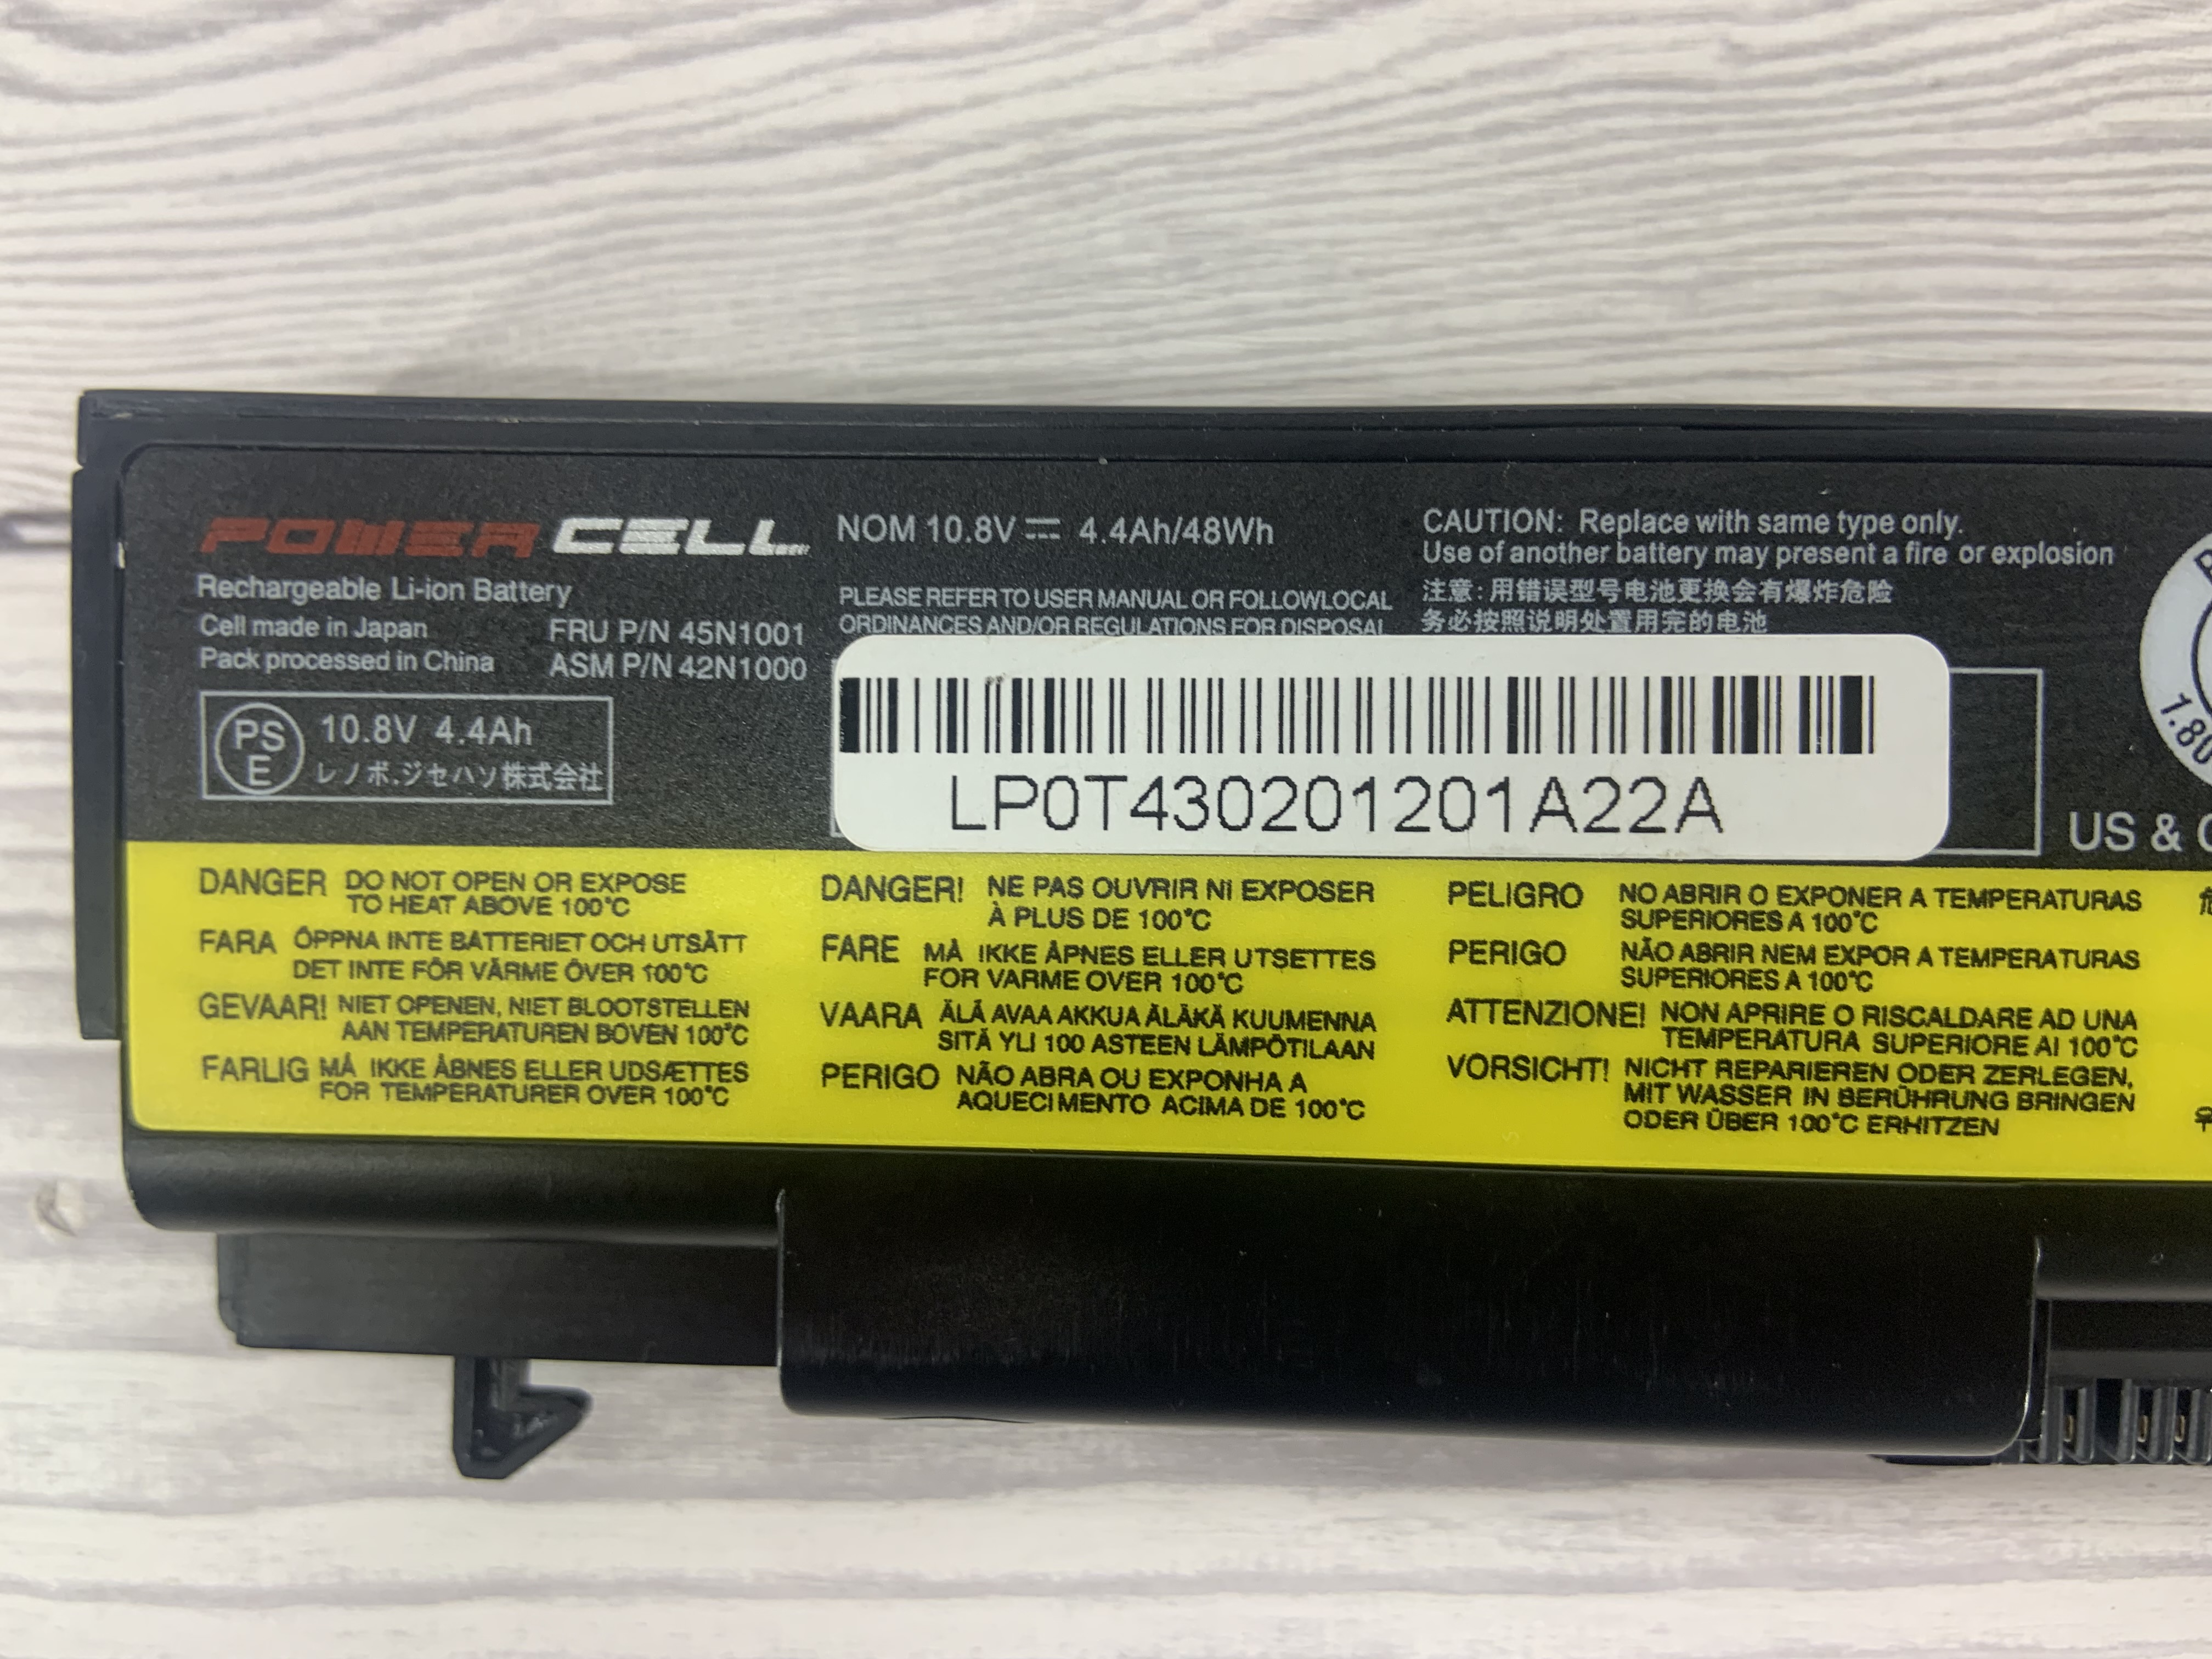 POWER CELL
Rechargeable Li-ion Battery
Cell made in Japan
Pack processed in China
FRU P/N 45N1001
ASM P/N 42N1000
PS
E
10.8V 4.4Ah
レノボ.ジセハソ株式会社
NOM 10.8V ⎓ 4.4Ah/48Wh
PLEASE REFER TO USER MANUAL OR FOLLOWLOCAL
ORDINANCES AND/OR REGULATIONS FOR DISPOSAL
CAUTION: Replace with same type only.
Use of another battery may present a fire or explosion
注意:用错误型号电池更换会有爆炸危险
务必按照说明处置用完的电池
LP0T430201201A22A
US &
DANGER DO NOT OPEN OR EXPOSE
TO HEAT ABOVE 100°C
FARA ÖPPNA INTE BATTERIET OCH UTSÅTT
DET INTE FÖR VÄRME ÖVER 100°C
GEVAAR! NIET OPENEN, NIET BLOOTSTELLEN
AAN TEMPERATUREN BOVEN 100°C
FARLIG MÅ IKKE ÅBNES ELLER UDSÆTTES
FOR TEMPERATURER OVER 100°C
DANGER! NE PAS OUVRIR NI EXPOSER
À PLUS DE 100°C
FARE MÅ IKKE ÅPNES ELLER UTSETTES
FOR VARME OVER 100°C
VAARA ÄLÄ AVAA AKKUA ÄLÄKÄ KUUMENNA
SITÄ YLI 100 ASTEEN LÄMPÖTILAAN
PERIGO NÃO ABRA OU EXPONHA A
AQUECIMENTO ACIMA DE 100°C
PELIGRO NO ABRIR O EXPONER A TEMPERATURAS
SUPERIORES A 100°C
PERIGO NÃO ABRIR NEM EXPOR A TEMPERATURAS
SUPERIORES A 100°C
ATTENZIONE! NON APRIRE O RISCALDARE AD UNA
TEMPERATURA SUPERIORE AI 100°C
VORSICHT! NICHT REPARIEREN ODER ZERLEGEN,
MIT WASSER IN BERÜHRUNG BRINGEN
ODER ÜBER 100°C ERHITZEN